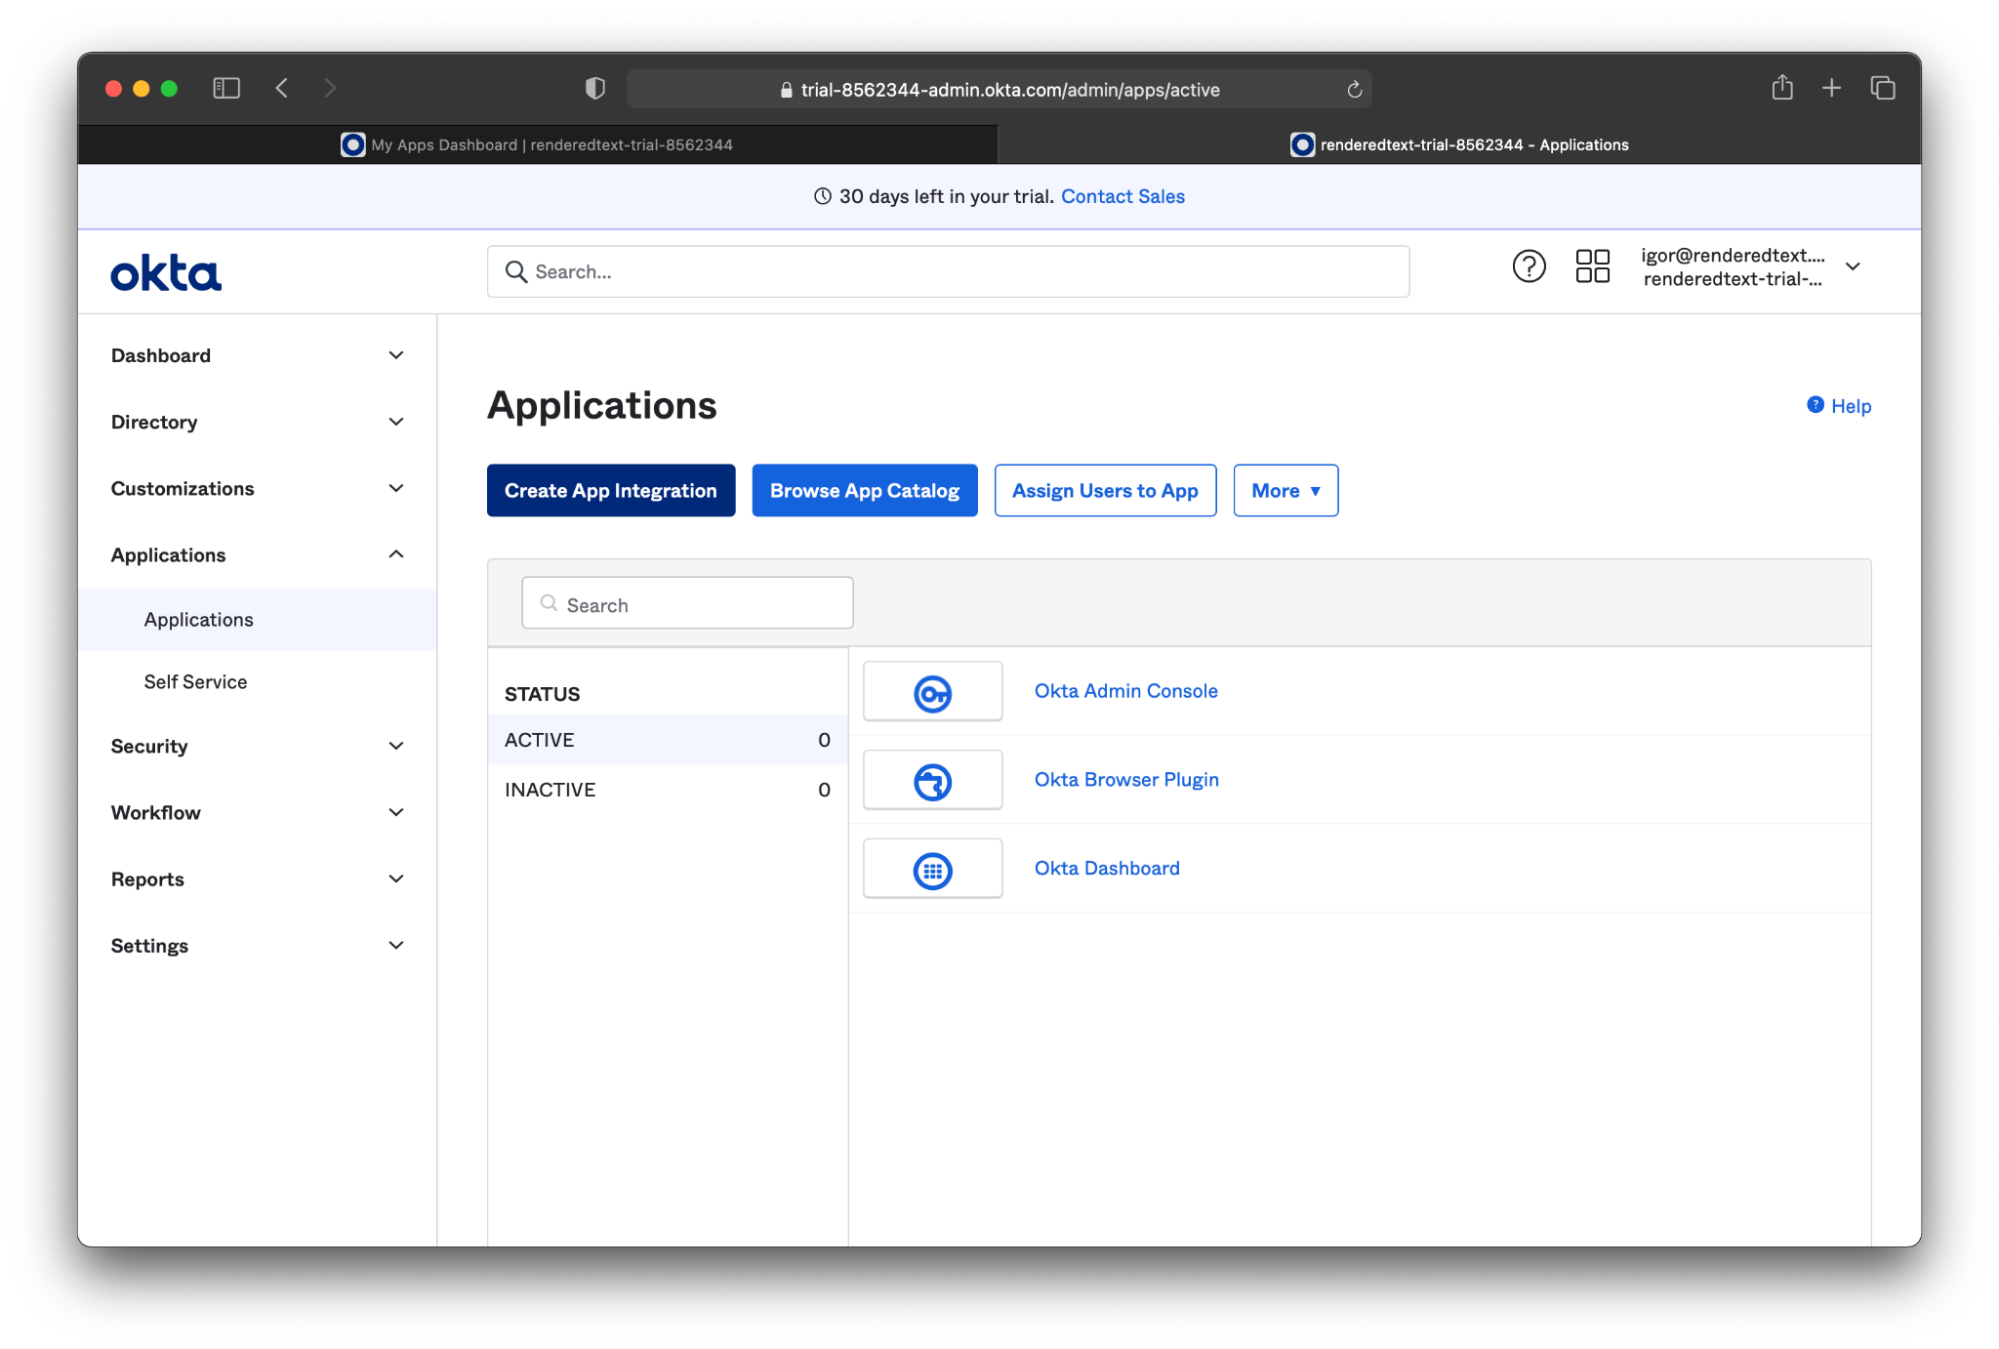 trial-8562344-admin.okta.com/admin/apps/active
My Apps Dashboard | renderedtext-trial-8562344
renderedtext-trial-8562344 - Applications
30 days left in your trial. Contact Sales
okta
Search...
?
igor@renderedtext....
renderedtext-trial-...
Dashboard
Directory
Customizations
Applications
Applications
Self Service
Security
Workflow
Reports
Settings
Applications
? Help
Create App Integration
Browse App Catalog
Assign Users to App
More ▼
Search
STATUS
ACTIVE 0
INACTIVE 0
Okta Admin Console
Okta Browser Plugin
Okta Dashboard